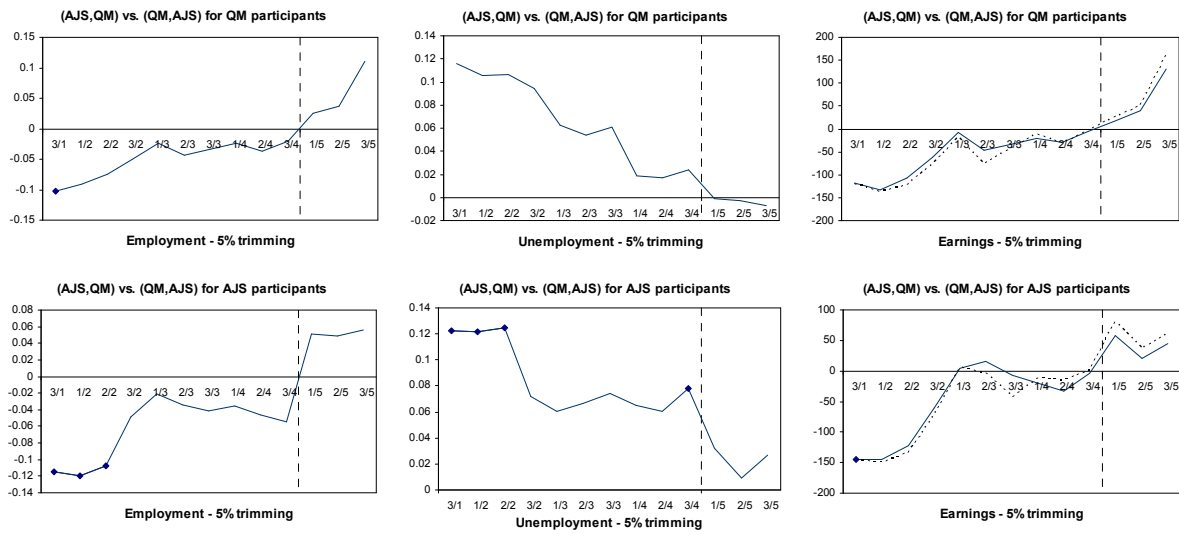 (AJS,QM) vs. (QM,AJS) for QM participants
0.15
0.1
0.05
0
-0.05
-0.1
-0.15
3/1 1/2 2/2 3/2 1/3 2/3 3/3 1/4 2/4 3/4 1/5 2/5 3/5
Employment - 5% trimming
(AJS,QM) vs. (QM,AJS) for QM participants
0.14
0.12
0.1
0.08
0.06
0.04
0.02
0
-0.02
3/1 1/2 2/2 3/2 1/3 2/3 3/3 1/4 2/4 3/4 1/5 2/5 3/5
Unemployment - 5% trimming
(AJS,QM) vs. (QM,AJS) for QM participants
200
150
100
50
0
-50
-100
-150
-200
3/1 1/2 2/2 3/2 1/3 2/3 3/3 1/4 2/4 3/4 1/5 2/5 3/5
Earnings - 5% trimming
(AJS,QM) vs. (QM,AJS) for AJS participants
0.08
0.06
0.04
0.02
0
-0.02
-0.04
-0.06
-0.08
-0.1
-0.12
-0.14
3/1 1/2 2/2 3/2 1/3 2/3 3/3 1/4 2/4 3/4 1/5 2/5 3/5
Employment - 5% trimming
(AJS,QM) vs. (QM,AJS) for AJS participants
0.14
0.12
0.1
0.08
0.06
0.04
0.02
0
3/1 1/2 2/2 3/2 1/3 2/3 3/3 1/4 2/4 3/4 1/5 2/5 3/5
Unemployment - 5% trimming
(AJS,QM) vs. (QM,AJS) for AJS participants
100
50
0
-50
-100
-150
-200
3/1 1/2 2/2 3/2 1/3 2/3 3/3 1/4 2/4 3/4 1/5 2/5 3/5
Earnings - 5% trimming